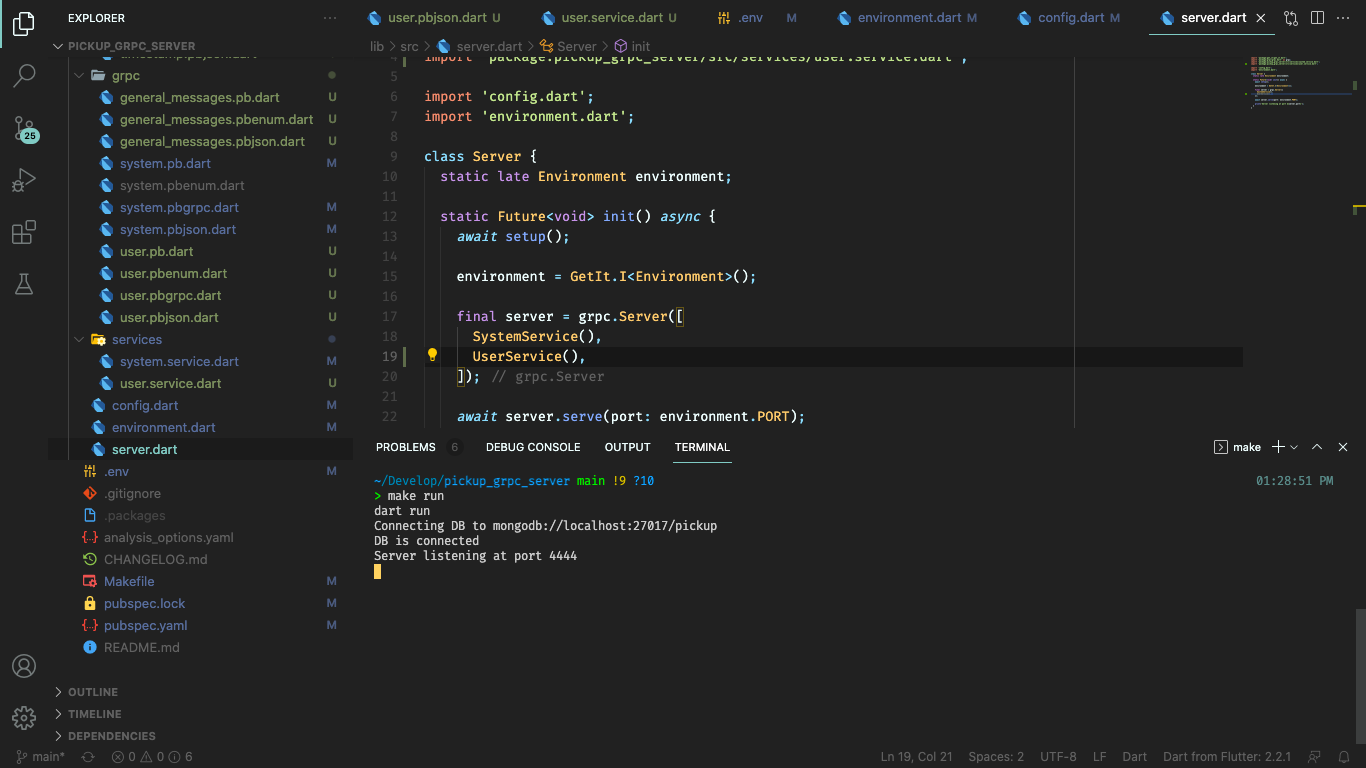 EXPLORER
PICKUP_GRPC_SERVER
timestamp.pbjson.dart
grpc
general_messages.pb.dart U
general_messages.pbenum.dart U
general_messages.pbjson.dart U
system.pb.dart M
system.pbenum.dart
system.pbgrpc.dart M
system.pbjson.dart M
user.pb.dart U
user.pbenum.dart U
user.pbgrpc.dart U
user.pbjson.dart U
services
system.service.dart M
user.service.dart U
config.dart M
environment.dart M
server.dart
.env M
.gitignore
.packages
analysis_options.yaml
CHANGELOG.md
Makefile M
pubspec.lock M
pubspec.yaml M
README.md
OUTLINE
TIMELINE
DEPENDENCIES
25
user.pbjson.dart U user.service.dart U .env M environment.dart M config.dart M server.dart
lib > src > server.dart > Server > init
4 import 'package:pickup_grpc_server/src/services/user.service.dart';
5
6 import 'config.dart';
7 import 'environment.dart';
8
9 class Server {
10 static late Environment environment;
11
12 static Future<void> init() async {
13 await setup();
14
15 environment = GetIt.I<Environment>();
16
17 final server = grpc.Server([
18 SystemService(),
19 UserService(),
20 ]); // grpc.Server
21
22 await server.serve(port: environment.PORT);
PROBLEMS 6 DEBUG CONSOLE OUTPUT TERMINAL make
~/Develop/pickup_grpc_server main !9 ?10 01:28:51 PM
> make run
dart run
Connecting DB to mongodb://localhost:27017/pickup
DB is connected
Server listening at port 4444
main* 0 0 6 Ln 19, Col 21 Spaces: 2 UTF-8 LF Dart Dart from Flutter: 2.2.1